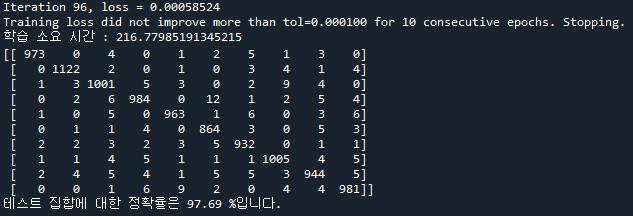 Iteration 96, loss = 0.00058524
Training loss did not improve more than tol=0.000100 for 10 consecutive epochs. Stopping.
학습 소요 시간 : 216.77985191345215
[[ 973 0 4 0 1 2 5 1 3 0]
[ 0 1122 2 0 1 0 3 4 1 4]
[ 1 3 1001 5 3 0 2 9 4 0]
[ 0 2 6 984 0 12 1 2 5 4]
[ 1 0 5 0 963 1 6 0 3 6]
[ 0 1 1 4 0 864 3 0 5 3]
[ 2 2 3 2 3 5 932 0 1 1]
[ 1 1 4 5 1 1 1 1005 4 5]
[ 2 4 5 4 1 5 5 3 944 5]
[ 0 0 1 6 9 2 0 4 4 981]]
테스트 집합에 대한 정확률은 97.69 %입니다.